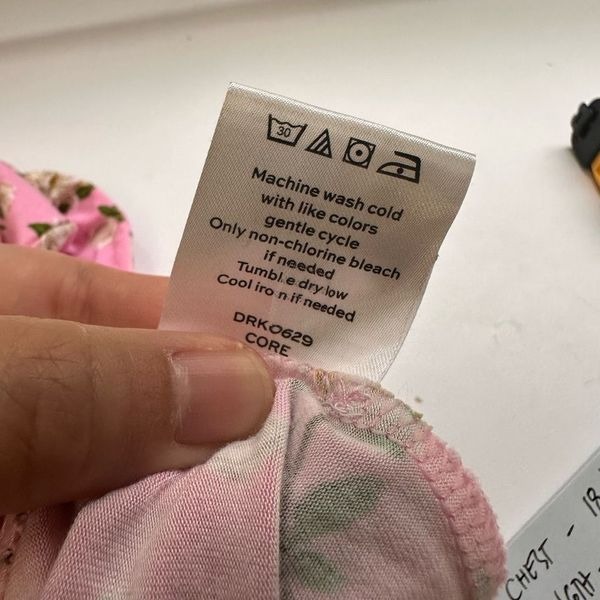 30
Machine wash cold
with like colors
gentle cycle
Only non-chlorine bleach
if needed
Tumble dry low
Cool iron if needed
DRK0629
CORE
CHEST - 18